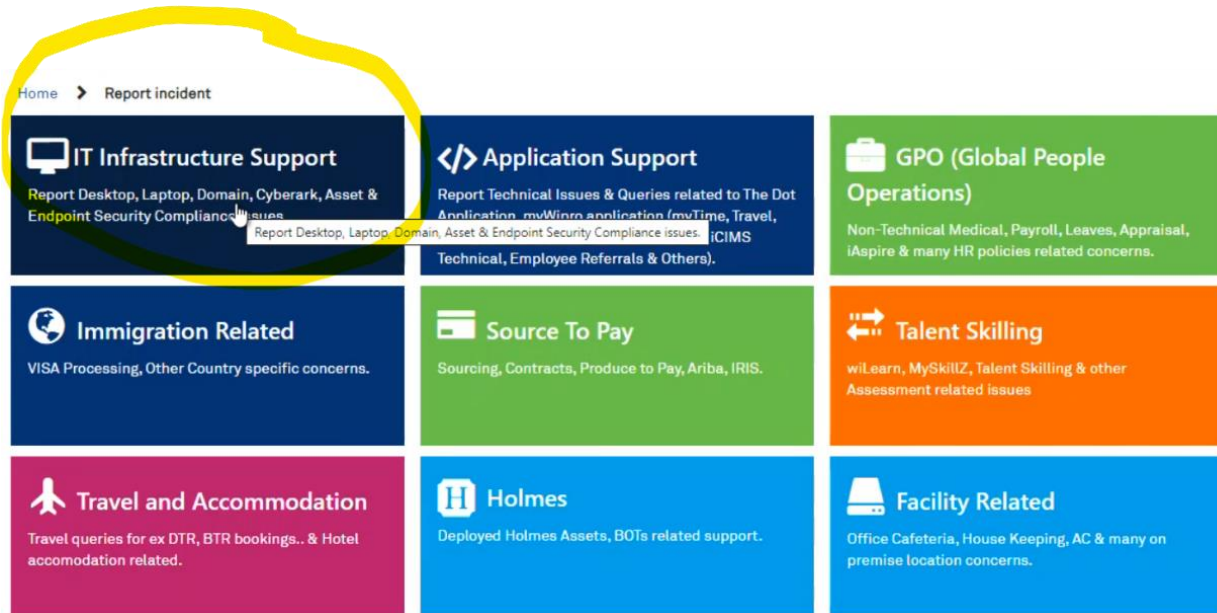 Home > Report incident
IT Infrastructure Support
Report Desktop, Laptop, Domain, Cyberark, Asset &
Endpoint Security Compliance issues
Report Desktop, Laptop, Domain, Asset & Endpoint Security Compliance issues.
</> Application Support
Report Technical Issues & Queries related to The Dot
Application, myWipro application (myTime, Travel,
iCIMS
Technical, Employee Referrals & Others).
GPO (Global People
Operations)
Non-Technical Medical, Payroll, Leaves, Appraisal,
iAspire & many HR policies related concerns.
Immigration Related
VISA Processing, Other Country specific concerns.
Source To Pay
Sourcing, Contracts, Produce to Pay, Ariba, IRIS.
Talent Skilling
wiLearn, MySkillZ, Talent Skilling & other
Assessment related issues
Travel and Accommodation
Travel queries for ex DTR, BTR bookings.. & Hotel
accomodation related.
H Holmes
Deployed Holmes Assets, BOTs related support.
Facility Related
Office Cafeteria, House Keeping, AC & many on
premise location concerns.